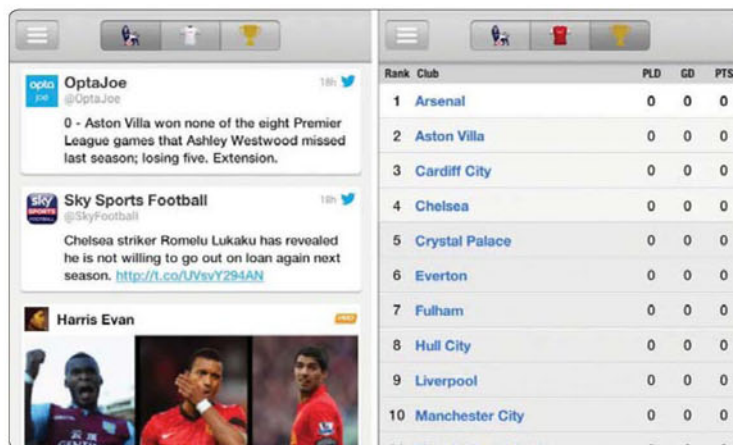 opta
joe
OptaJoe
@OptaJoe
18h
0 - Aston Villa won none of the eight Premier
League games that Ashley Westwood missed
last season; losing five. Extension.
sky
SPORTS
FOOTBALL
Sky Sports Football
@SkyFootball
18h
Chelsea striker Romelu Lukaku has revealed
he is not willing to go out on loan again next
season. http://t.co/UVsvY294AN
Harris Evan
Rank Club PLD GD PTS
1 Arsenal 0 0 0
2 Aston Villa 0 0 0
3 Cardiff City 0 0 0
4 Chelsea 0 0 0
5 Crystal Palace 0 0 0
6 Everton 0 0 0
7 Fulham 0 0 0
8 Hull City 0 0 0
9 Liverpool 0 0 0
10 Manchester City 0 0 0